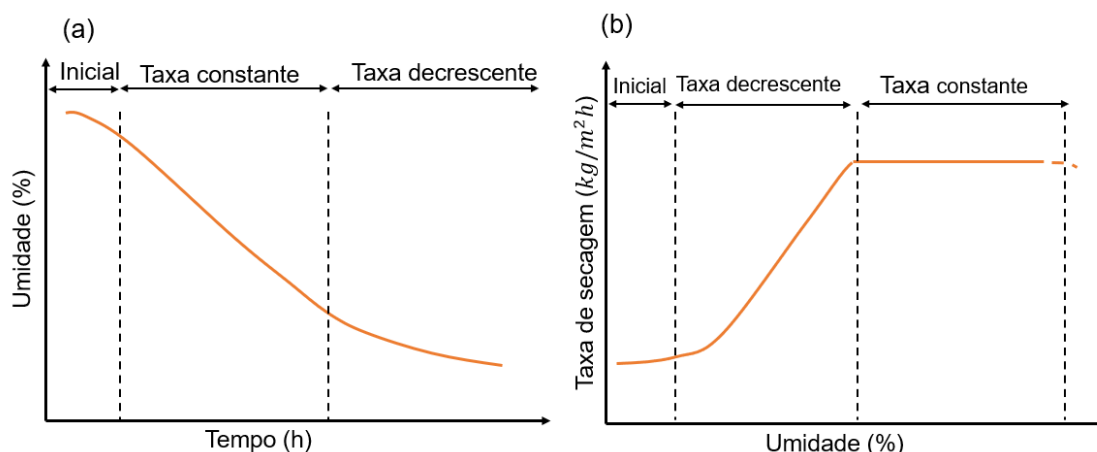 (a)
Inicial
Taxa constante
Taxa decrescente
Umidade (%)
Tempo (h)
(b)
Inicial
Taxa decrescente
Taxa constante
Taxa de secagem (kg/m²h)
Umidade (%)